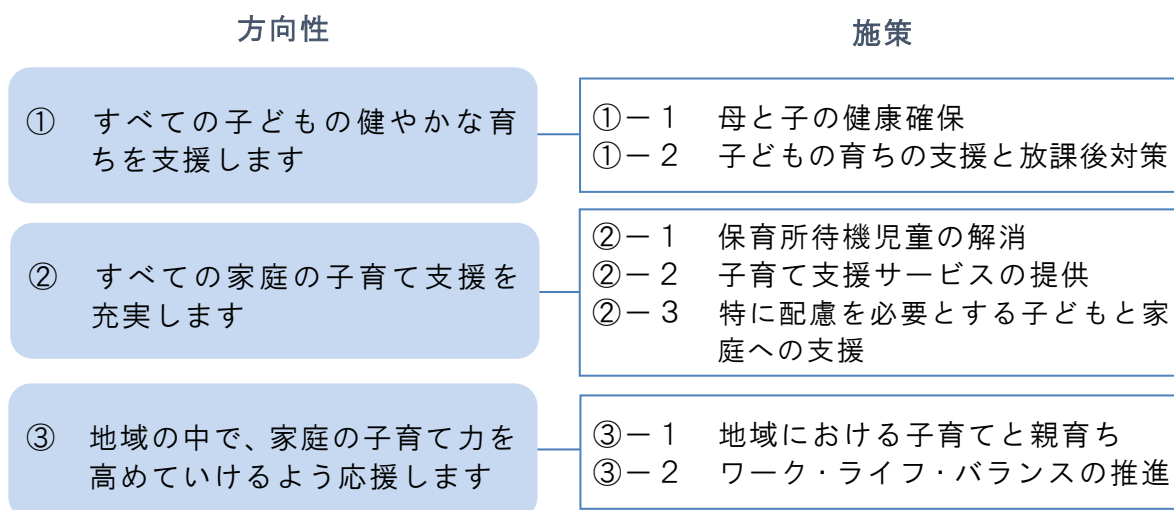 方向性
施策
① すべての子どもの健やかな育
ちを支援します
①－１ 母と子の健康確保
①－２ 子どもの育ちの支援と放課後対策
② すべての家庭の子育て支援を
充実します
②－１ 保育所待機児童の解消
②－２ 子育て支援サービスの提供
②－３ 特に配慮を必要とする子どもと家
庭への支援
③ 地域の中で、家庭の子育て力を
高めていけるよう応援します
③－１ 地域における子育てと親育ち
③－２ ワーク・ライフ・バランスの推進